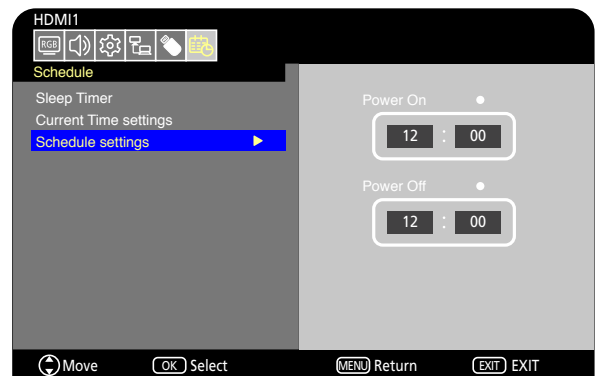 HDMI1
RGB
Schedule
Sleep Timer
Current Time settings
Schedule settings
Power On
12 : 00
Power Off
12 : 00
Move OK Select MENU Return EXIT EXIT